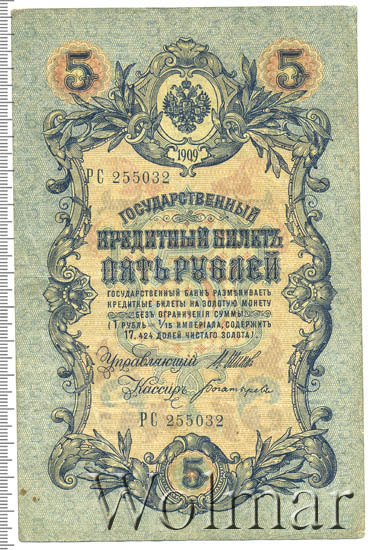 5 5
1909
РС 255032
ГОСУДАРСТВЕННЫЙ
КРЕДИТНЫЙ БИЛЕТЪ
ПЯТЬ РУБЛЕЙ
ГОСУДАРСТВЕННЫЙ БАНКЪ РАЗМѢНИВАЕТЪ
КРЕДИТНЫЕ БИЛЕТЫ НА ЗОЛОТУЮ МОНЕТУ
БЕЗЪ ОГРАНИЧЕНІЯ СУММЫ
(1 РУБЛЬ = 1/15 ИМПЕРІАЛА, СОДЕРЖИТЪ
17,424 ДОЛЕЙ ЧИСТАГО ЗОЛОТА).
Управляющій
Кассиръ
РС 255032
5
Wolmar